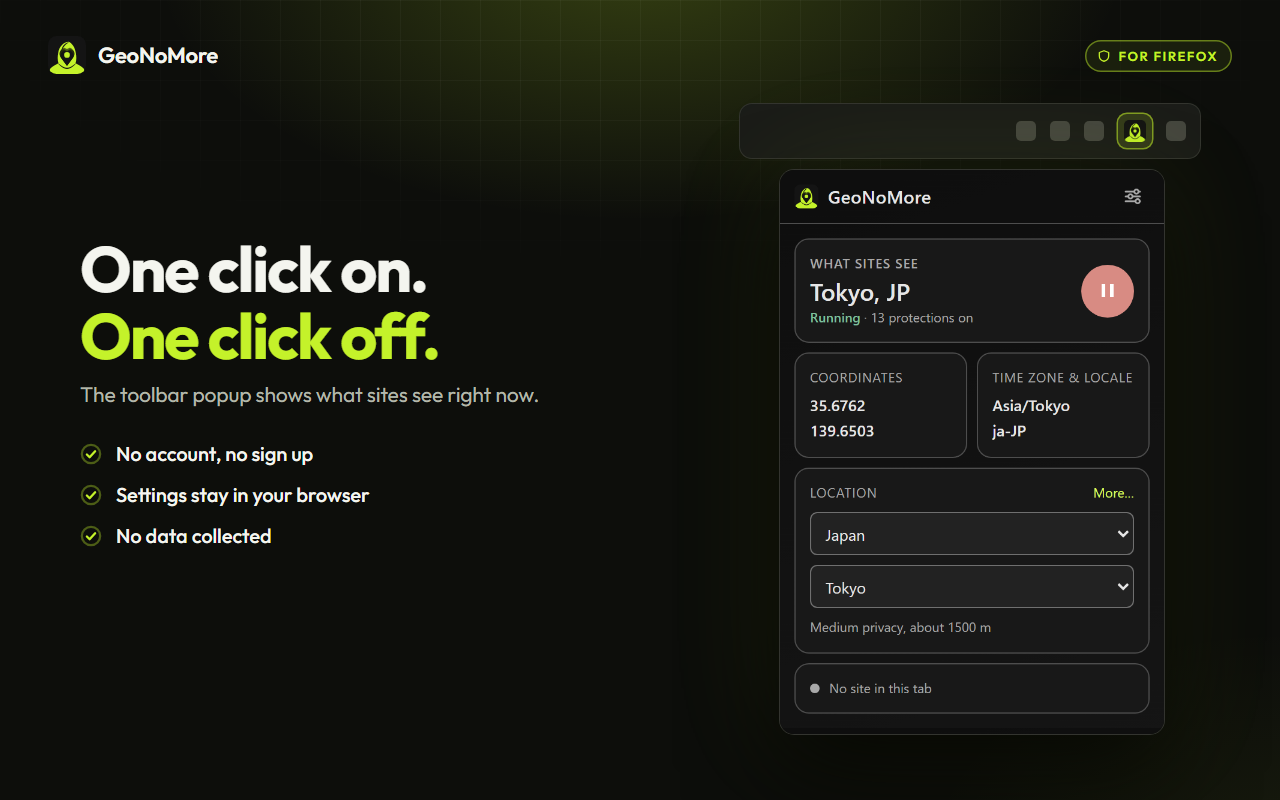 GeoNoMore
FOR FIREFOX
One click on.
One click off.
The toolbar popup shows what sites see right now.
No account, no sign up
Settings stay in your browser
No data collected
GeoNoMore
WHAT SITES SEE
Tokyo, JP
Running · 13 protections on
COORDINATES
35.6762
139.6503
TIME ZONE & LOCALE
Asia/Tokyo
ja-JP
LOCATION
More...
Japan
Tokyo
Medium privacy, about 1500 m
No site in this tab